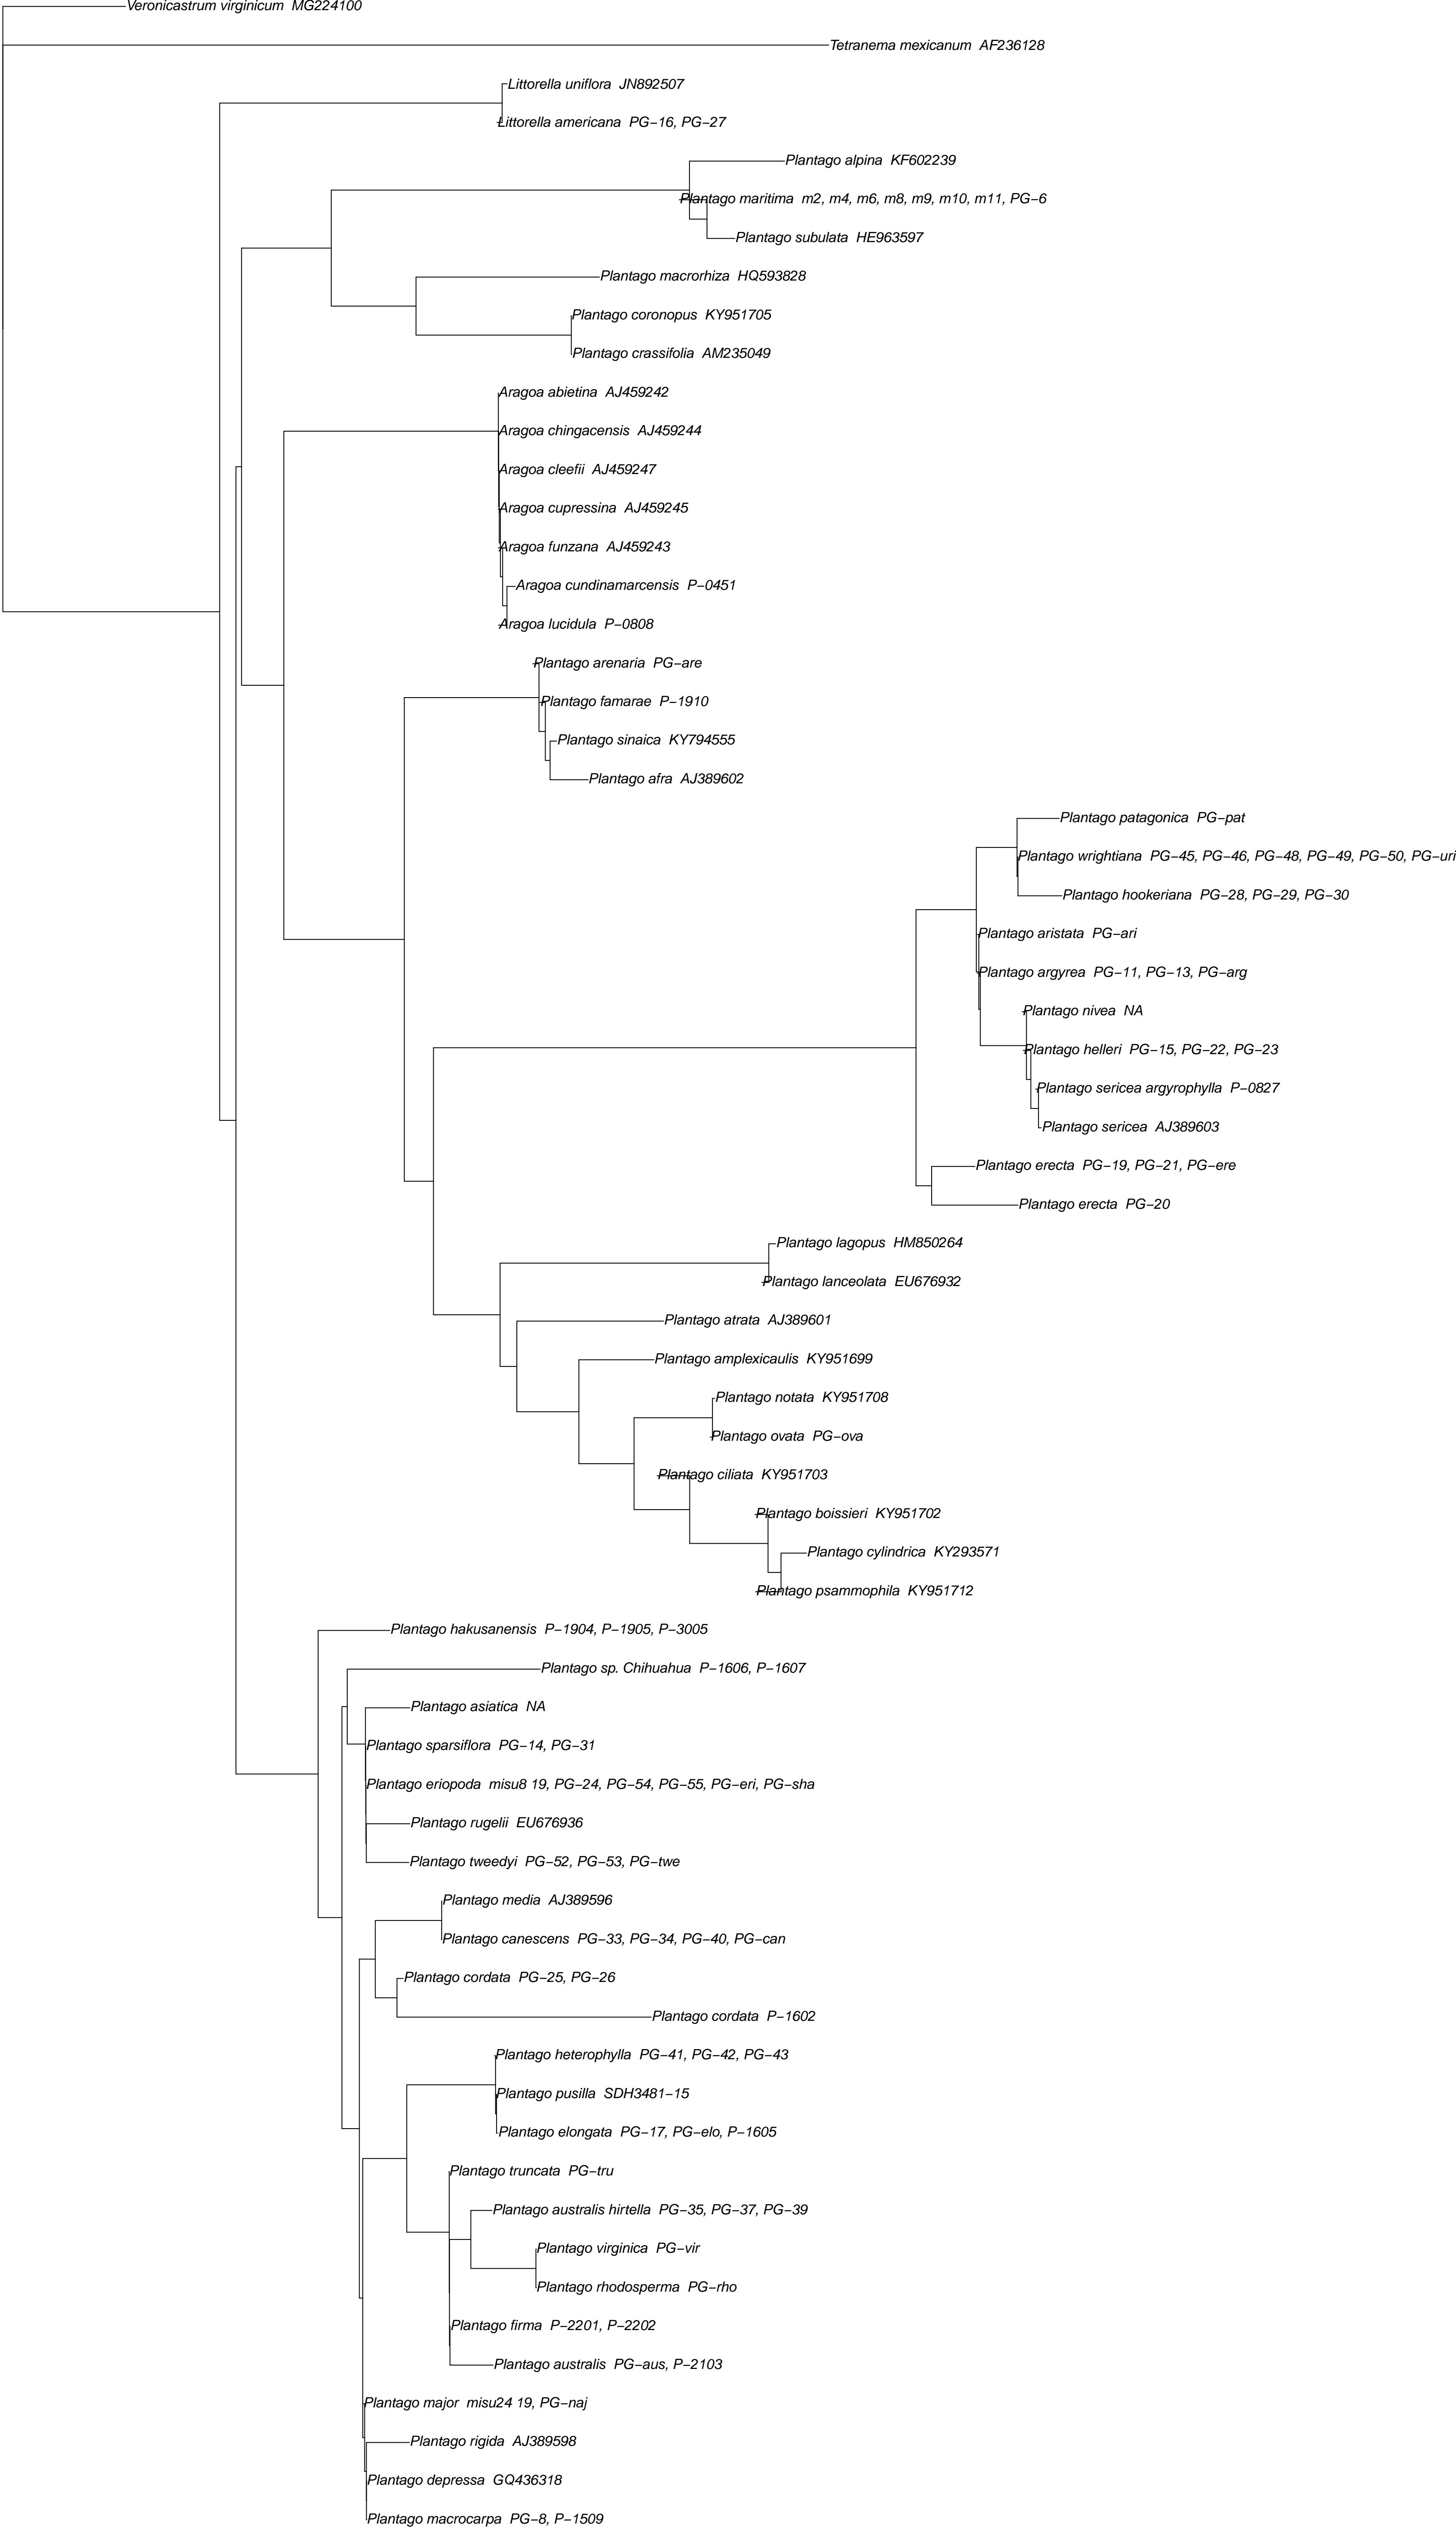 Veronicastrum virginicum MG224100
Tetranema mexicanum AF236128
Littorella uniflora JN892507
Littorella americana PG−16, PG−27
Plantago alpina KF602239
Plantago maritima m2, m4, m6, m8, m9, m10, m11, PG−6
Plantago subulata HE963597
Plantago macrorhiza HQ593828
Plantago coronopus KY951705
Plantago crassifolia AM235049
Aragoa abietina AJ459242
Aragoa chingacensis AJ459244
Aragoa cleefii AJ459247
Aragoa cupressina AJ459245
Aragoa funzana AJ459243
Aragoa cundinamarcensis P−0451
Aragoa lucidula P−0808
Plantago arenaria PG−are
Plantago famarae P−1910
Plantago sinaica KY794555
Plantago afra AJ389602
Plantago patagonica PG−pat
Plantago wrightiana PG−45, PG−46, PG−48, PG−49, PG−50, PG−uri
Plantago hookeriana PG−28, PG−29, PG−30
Plantago aristata PG−ari
Plantago argyrea PG−11, PG−13, PG−arg
Plantago nivea NA
Plantago helleri PG−15, PG−22, PG−23
Plantago sericea argyrophylla P−0827
Plantago sericea AJ389603
Plantago erecta PG−19, PG−21, PG−ere
Plantago erecta PG−20
Plantago lagopus HM850264
Plantago lanceolata EU676932
Plantago atrata AJ389601
Plantago amplexicaulis KY951699
Plantago notata KY951708
Plantago ovata PG−ova
Plantago ciliata KY951703
Plantago boissieri KY951702
Plantago cylindrica KY293571
Plantago psammophila KY951712
Plantago hakusanensis P−1904, P−1905, P−3005
Plantago sp. Chihuahua P−1606, P−1607
Plantago asiatica NA
Plantago sparsiflora PG−14, PG−31
Plantago eriopoda misu8 19, PG−24, PG−54, PG−55, PG−eri, PG−sha
Plantago rugelii EU676936
Plantago tweedyi PG−52, PG−53, PG−twe
Plantago media AJ389596
Plantago canescens PG−33, PG−34, PG−40, PG−can
Plantago cordata PG−25, PG−26
Plantago cordata P−1602
Plantago heterophylla PG−41, PG−42, PG−43
Plantago pusilla SDH3481−15
Plantago elongata PG−17, PG−elo, P−1605
Plantago truncata PG−tru
Plantago australis hirtella PG−35, PG−37, PG−39
Plantago virginica PG−vir
Plantago rhodosperma PG−rho
Plantago firma P−2201, P−2202
Plantago australis PG−aus, P−2103
Plantago major misu24 19, PG−naj
Plantago rigida AJ389598
Plantago depressa GQ436318
Plantago macrocarpa PG−8, P−1509